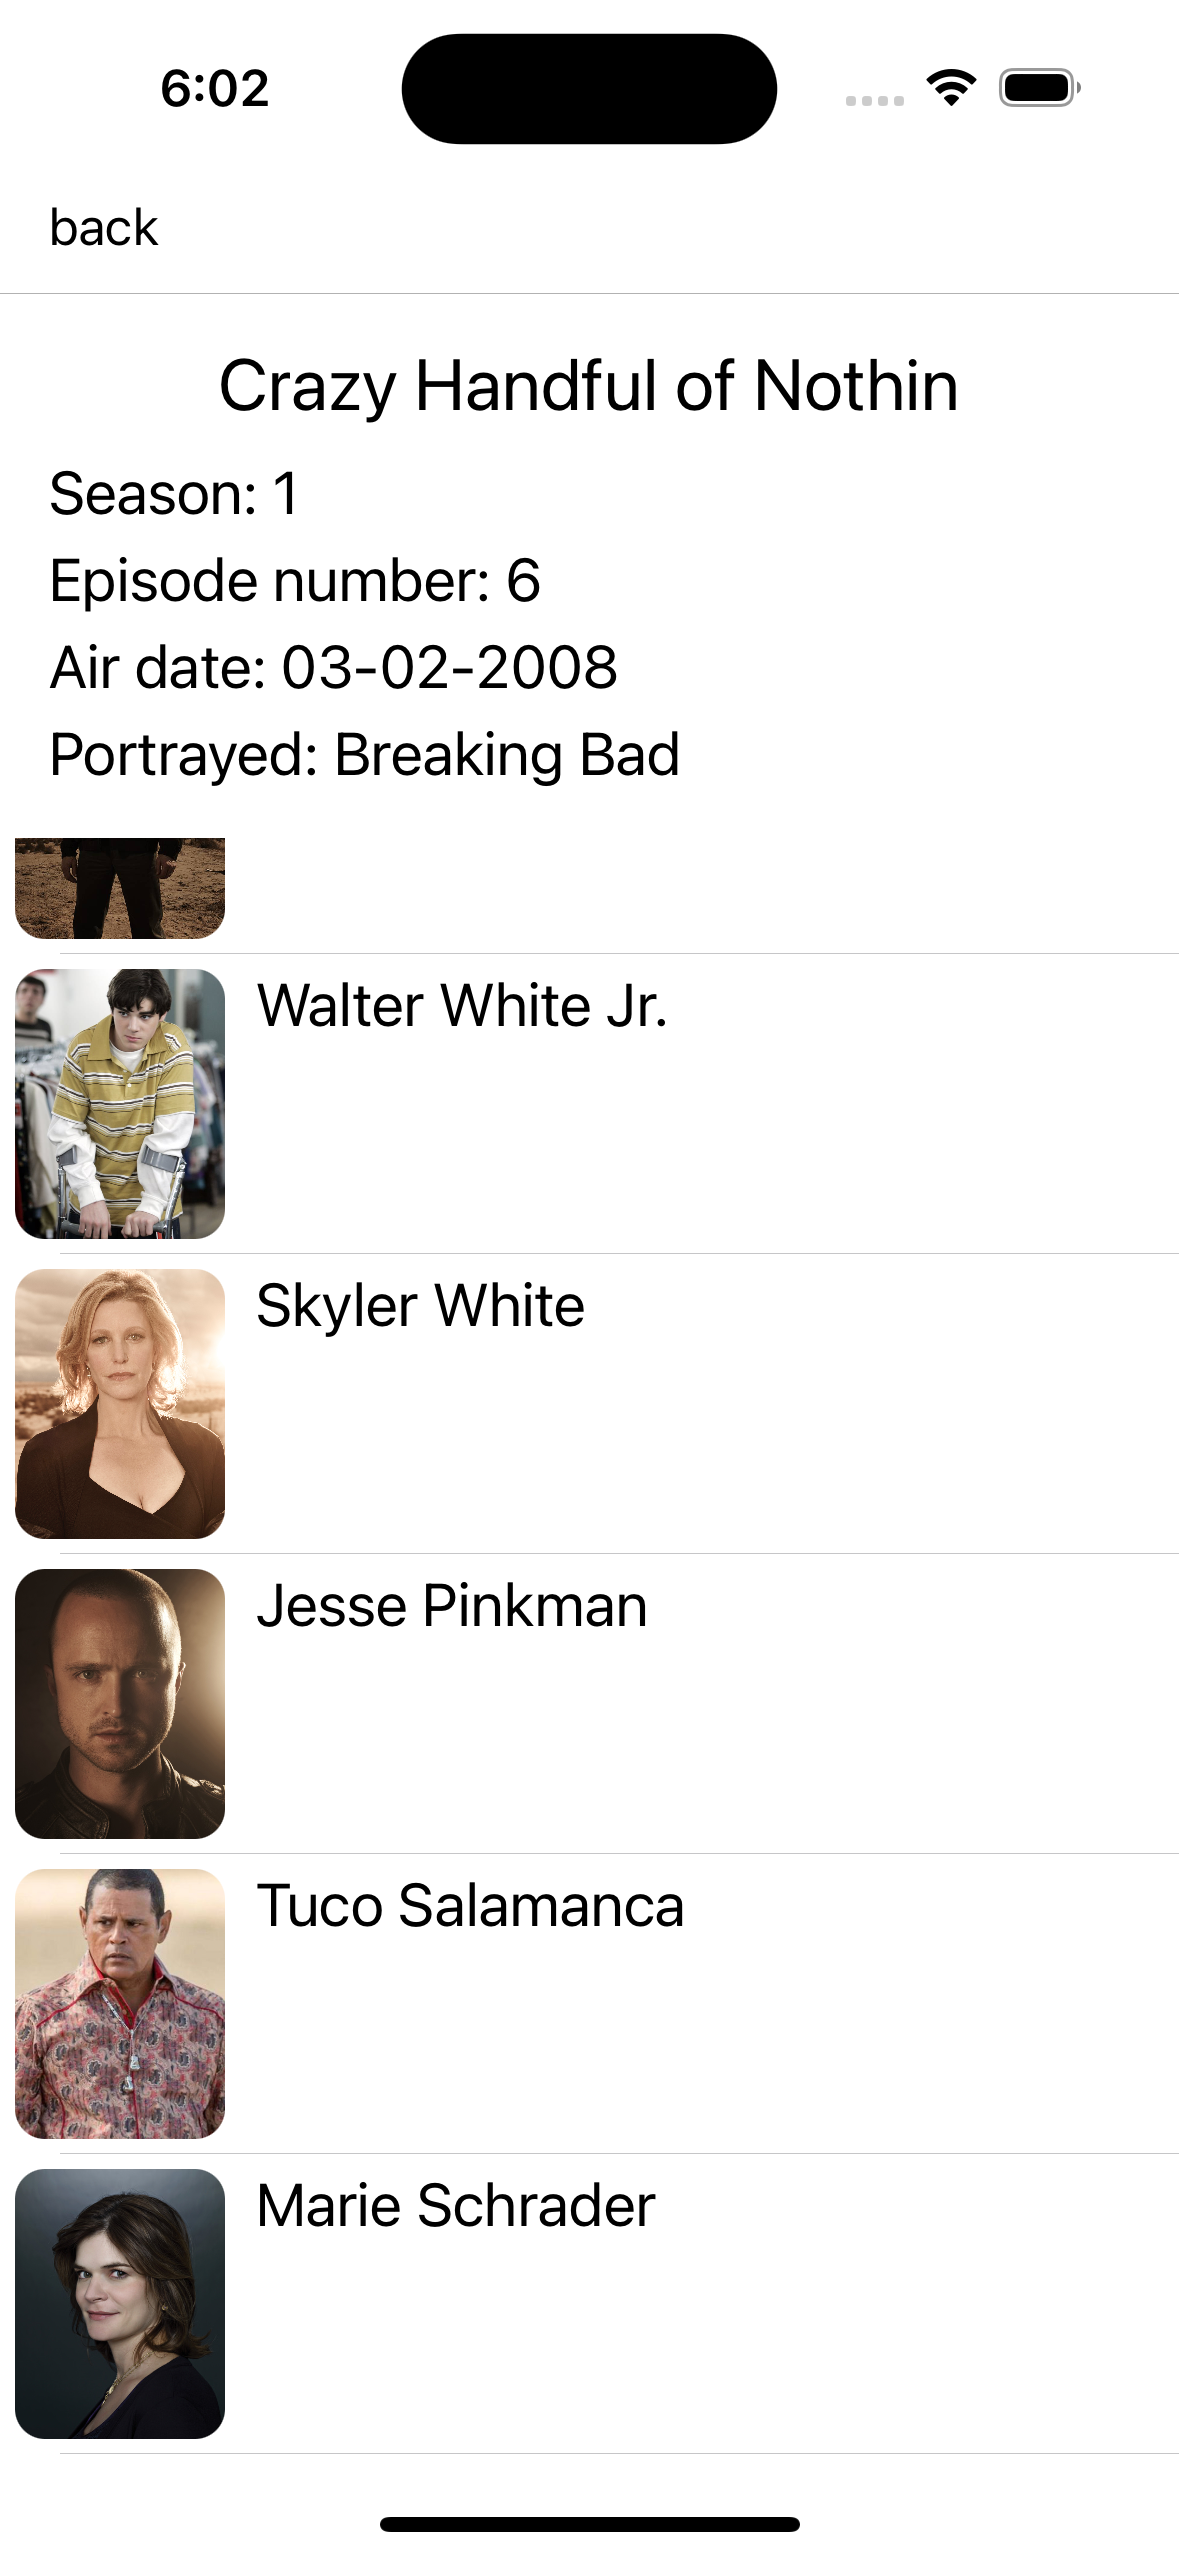 6:02
back
Crazy Handful of Nothin
Season: 1
Episode number: 6
Air date: 03-02-2008
Portrayed: Breaking Bad
Walter White Jr.
Skyler White
Jesse Pinkman
Tuco Salamanca
Marie Schrader